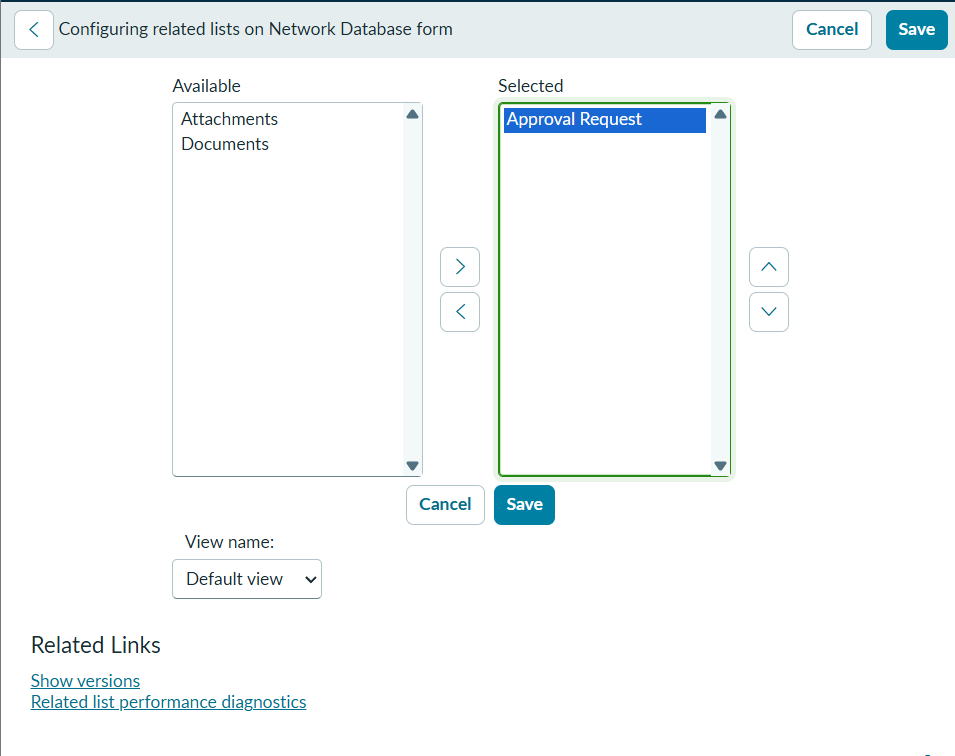 Configuring related lists on Network Database form
Cancel
Save
Available
Selected
Attachments
Documents
Approval Request
Cancel
Save
View name:
Default view
Related Links
Show versions
Related list performance diagnostics